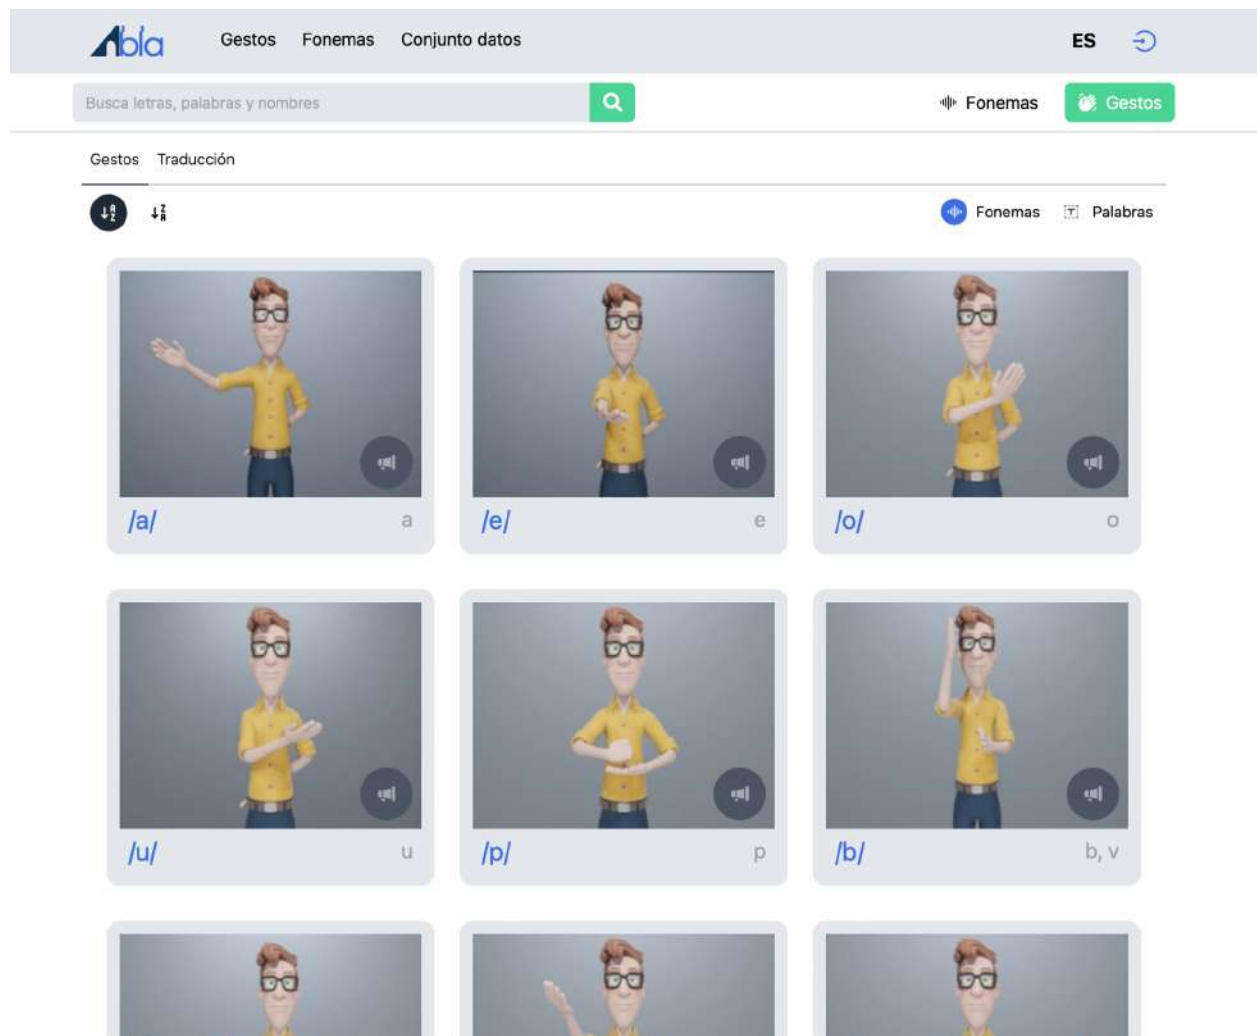 Abla Gestos Fonemas Conjunto datos ES
Busca letras, palabras y nombres Fonemas Gestos
Gestos Traducción
A Z Z A Fonemas T Palabras
/a/ a /e/ e /o/ o
/u/ u /p/ p /b/ b, v